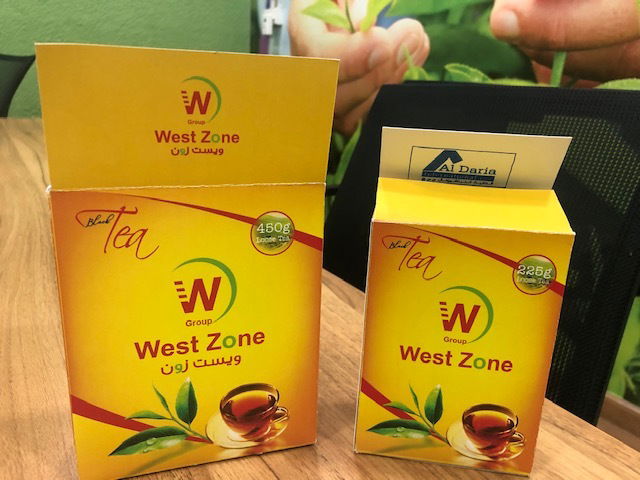 W
Group
West Zone
ويست زون
Black
Tea
450g
Loose Tea
W
Group
West Zone
ويست زون
Al Daria
Black
Tea
225g
Loose Tea
W
Group
West Zone